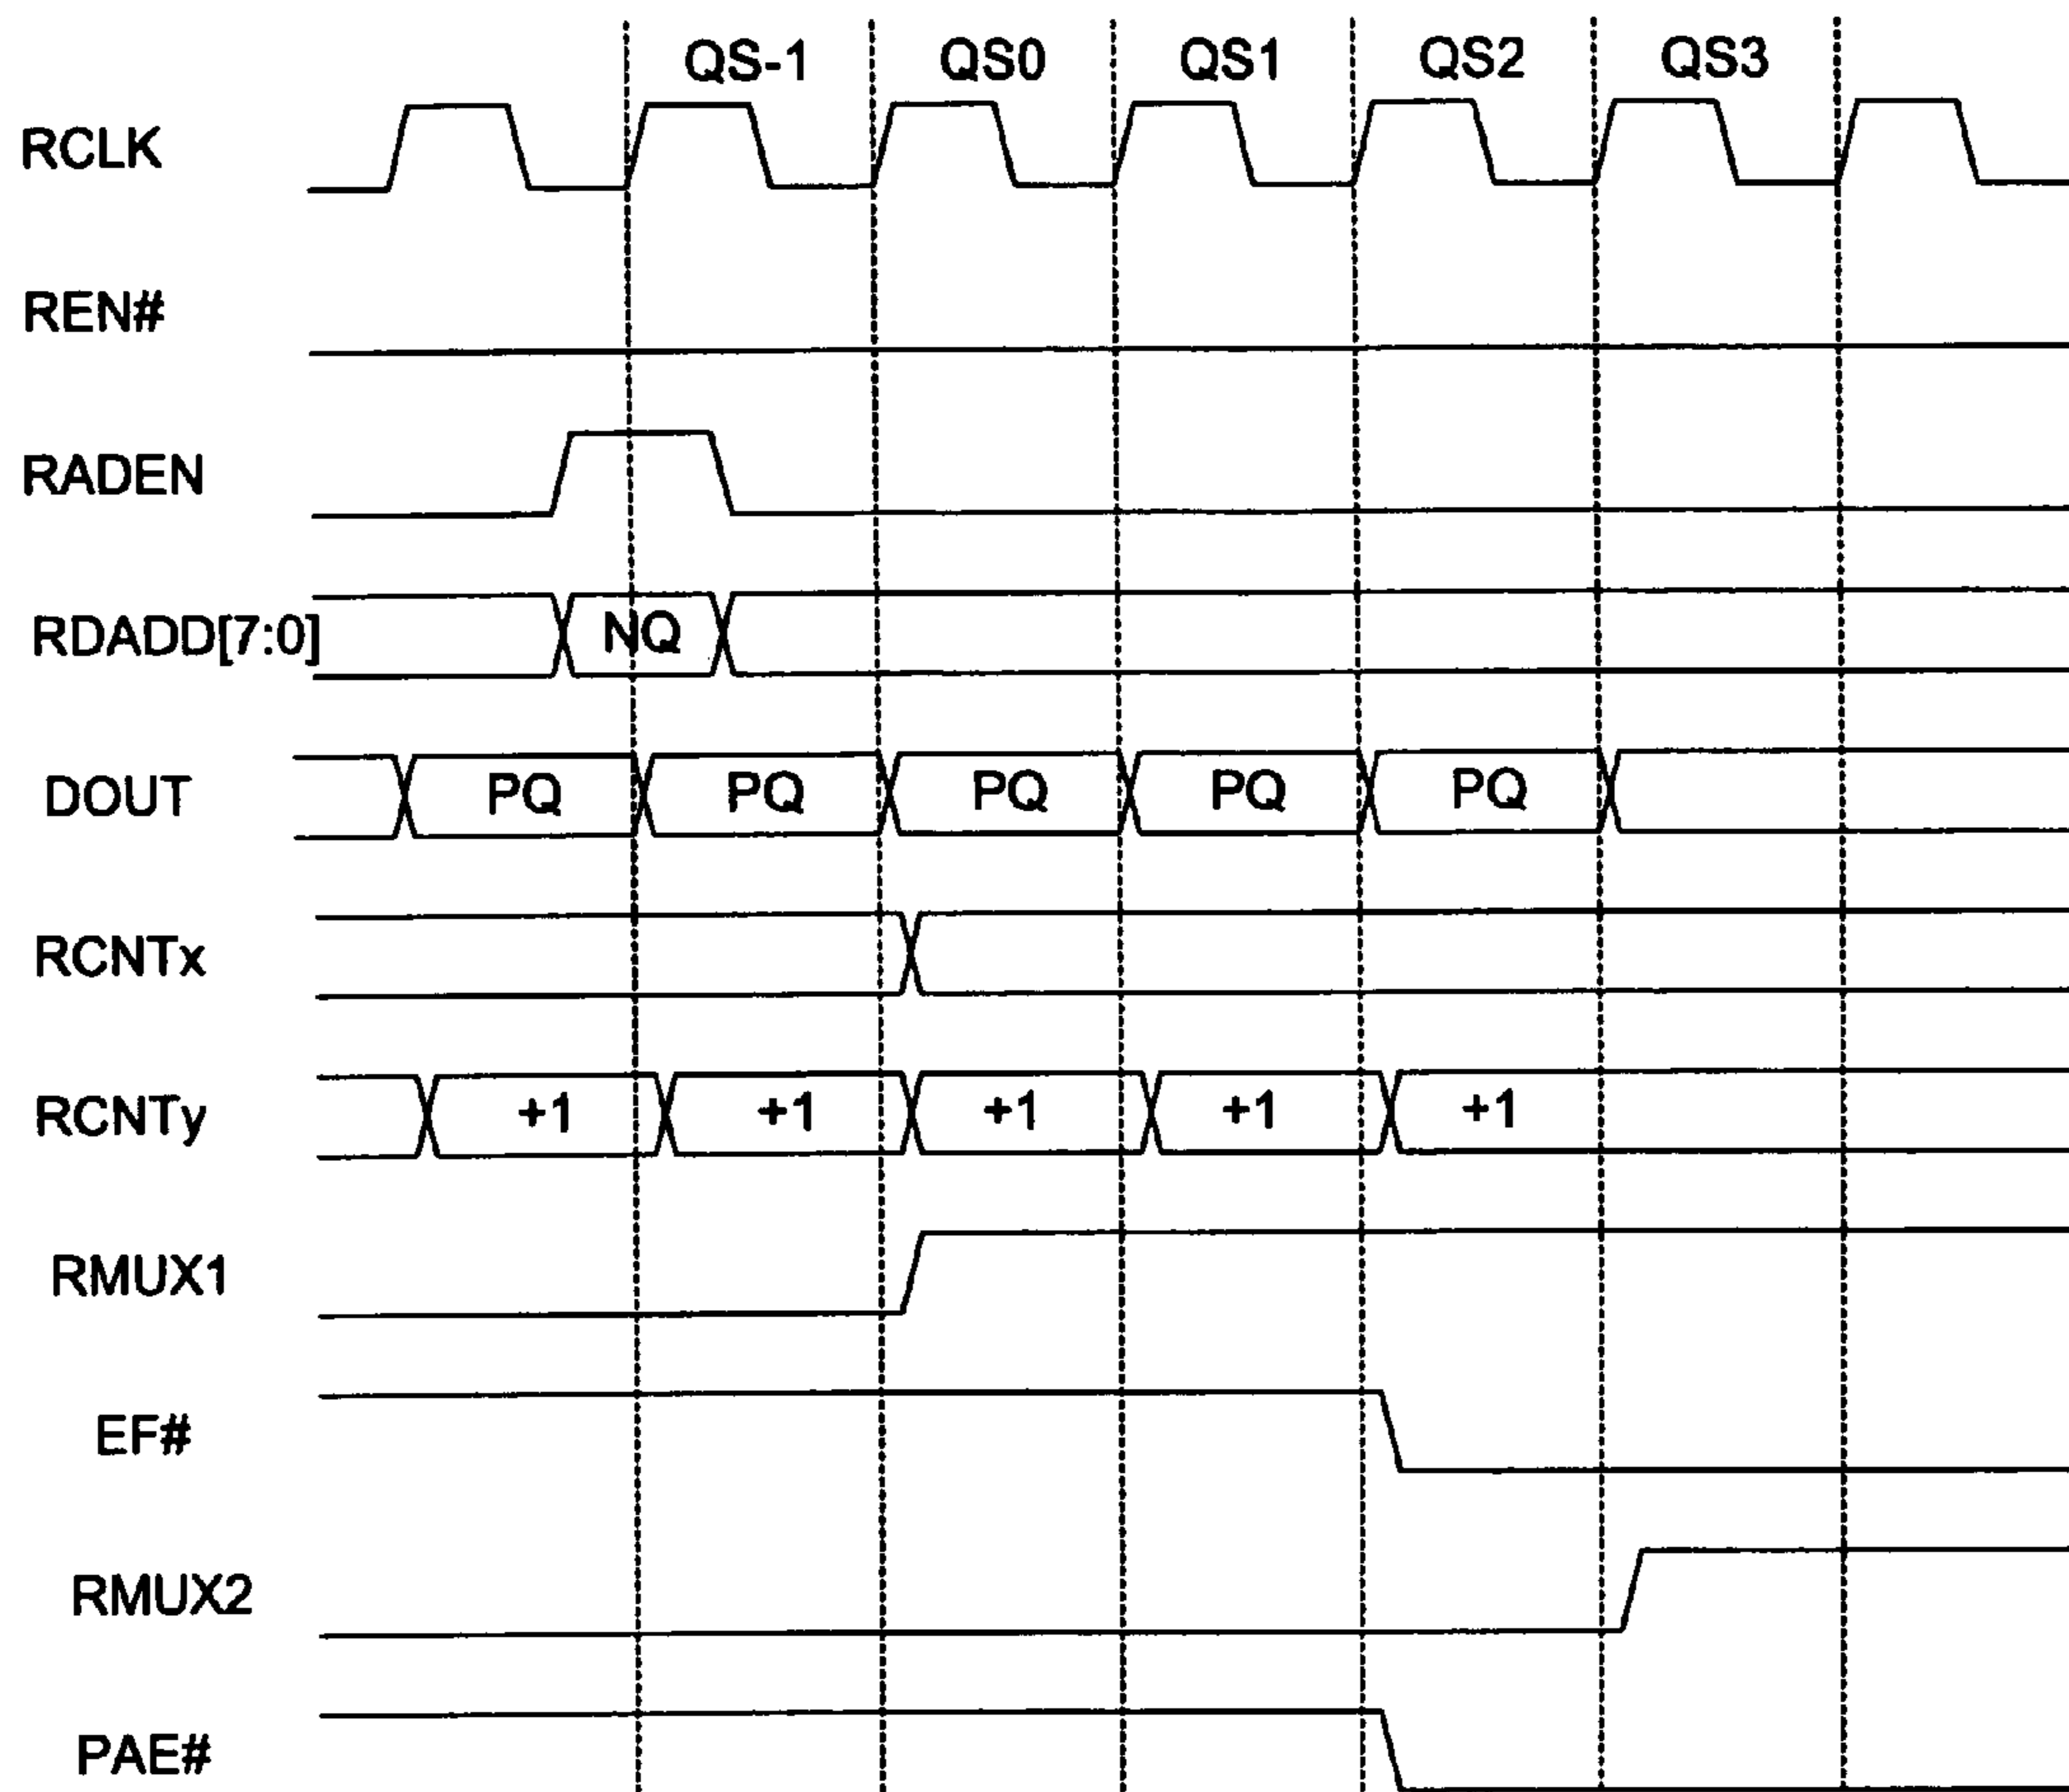 QS-1 QS0 QS1 QS2 QS3
RCLK
REN#
RADEN
RDADD[7:0] NQ
DOUT PQ PQ PQ PQ PQ
RCNTx
RCNTy +1 +1 +1 +1 +1
RMUX1
EF#
RMUX2
PAE#